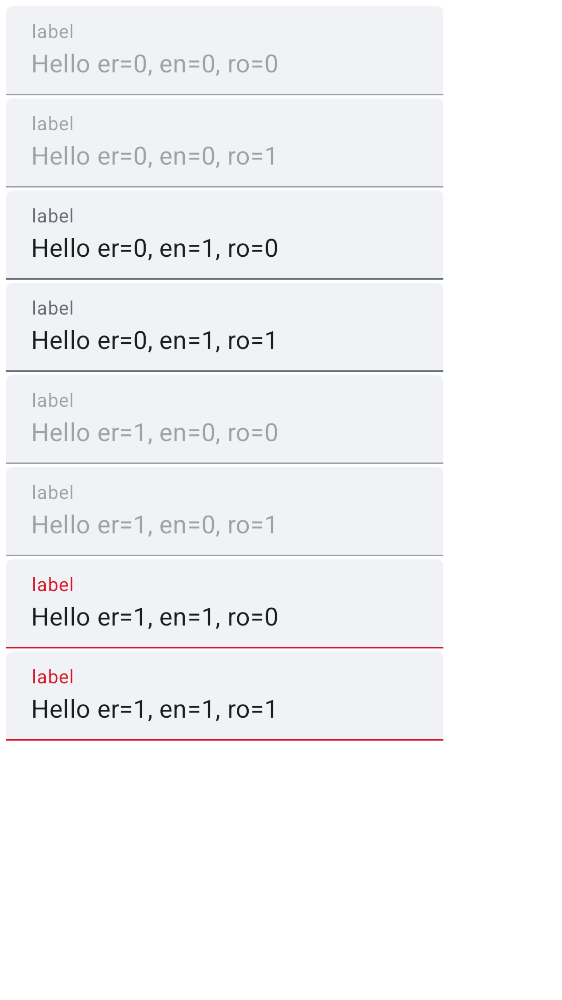 label
Hello er=0, en=0, ro=0
label
Hello er=0, en=0, ro=1
label
Hello er=0, en=1, ro=0
label
Hello er=0, en=1, ro=1
label
Hello er=1, en=0, ro=0
label
Hello er=1, en=0, ro=1
label
Hello er=1, en=1, ro=0
label
Hello er=1, en=1, ro=1